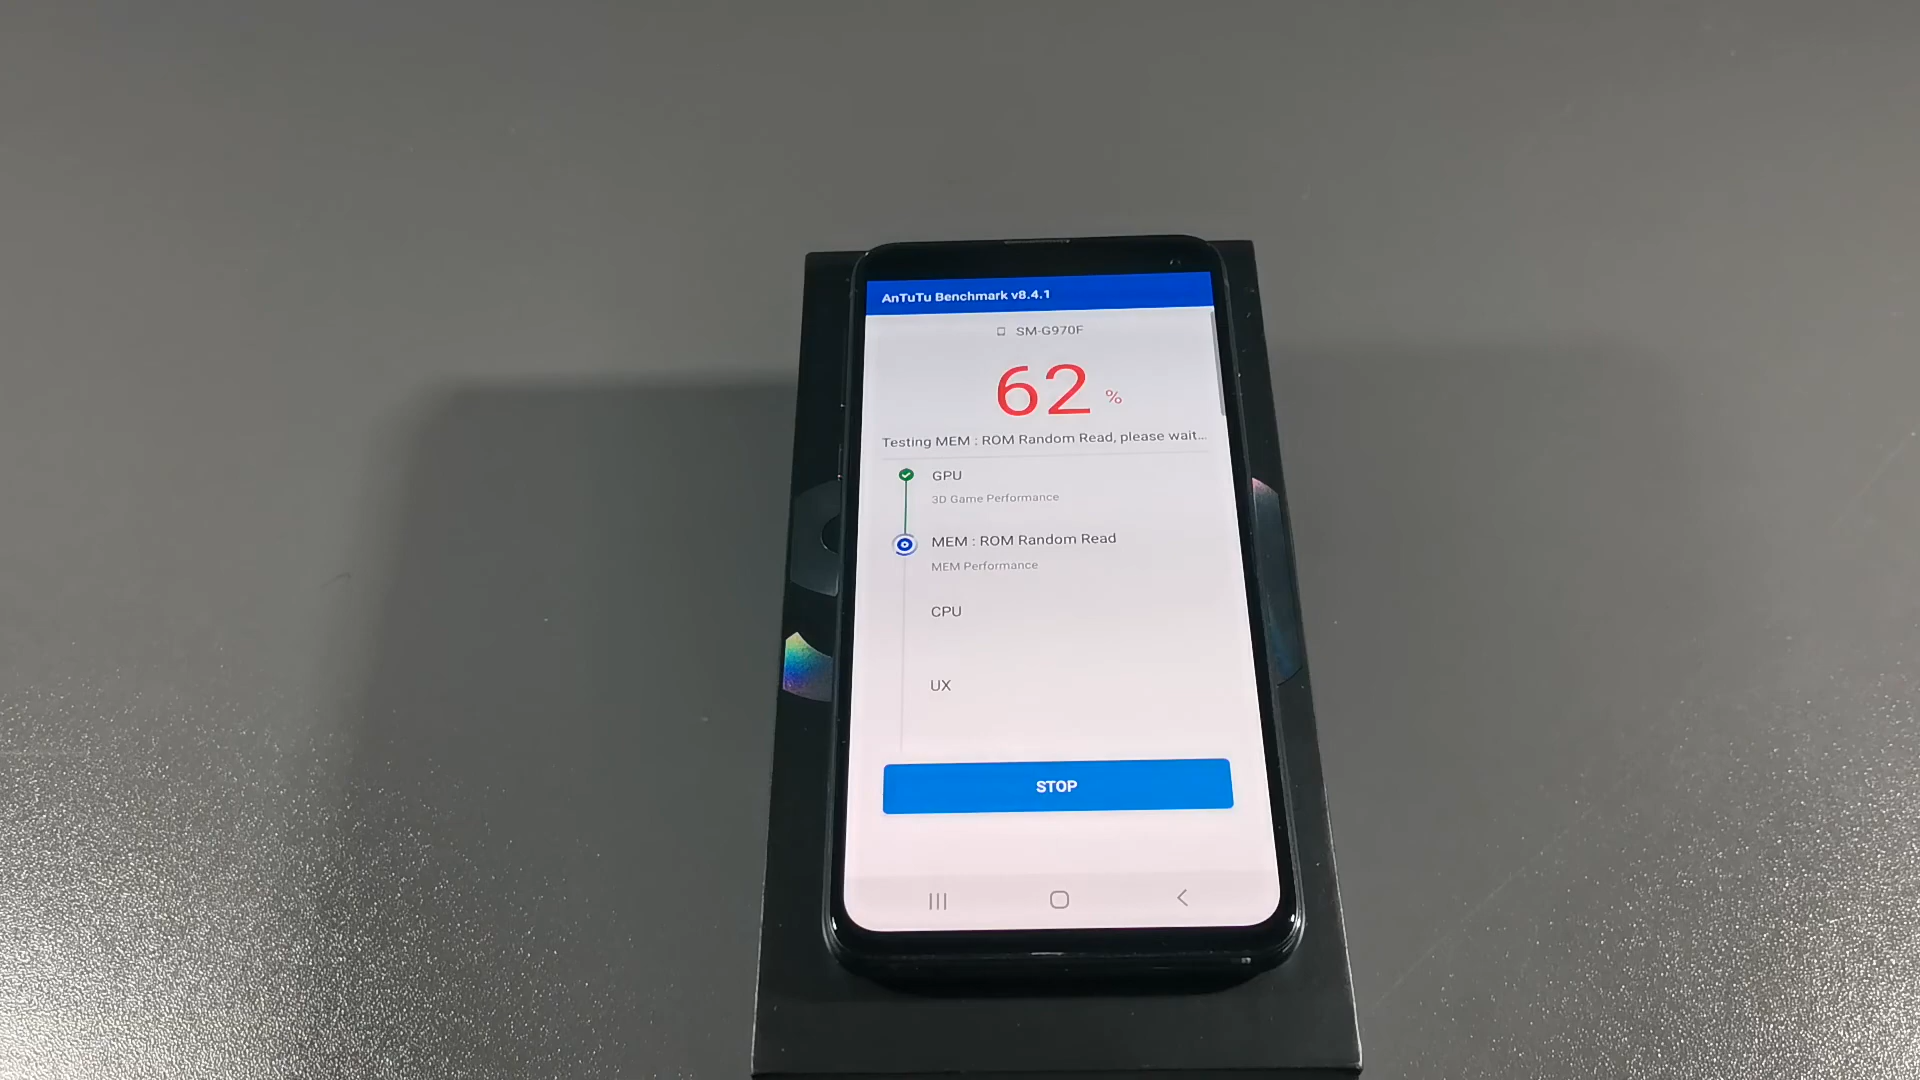 AnTuTu Benchmark v8.4.1
SM-G970F
62 %
Testing MEM : ROM Random Read, please wait...
GPU
3D Game Performance
MEM : ROM Random Read
MEM Performance
CPU
UX
STOP